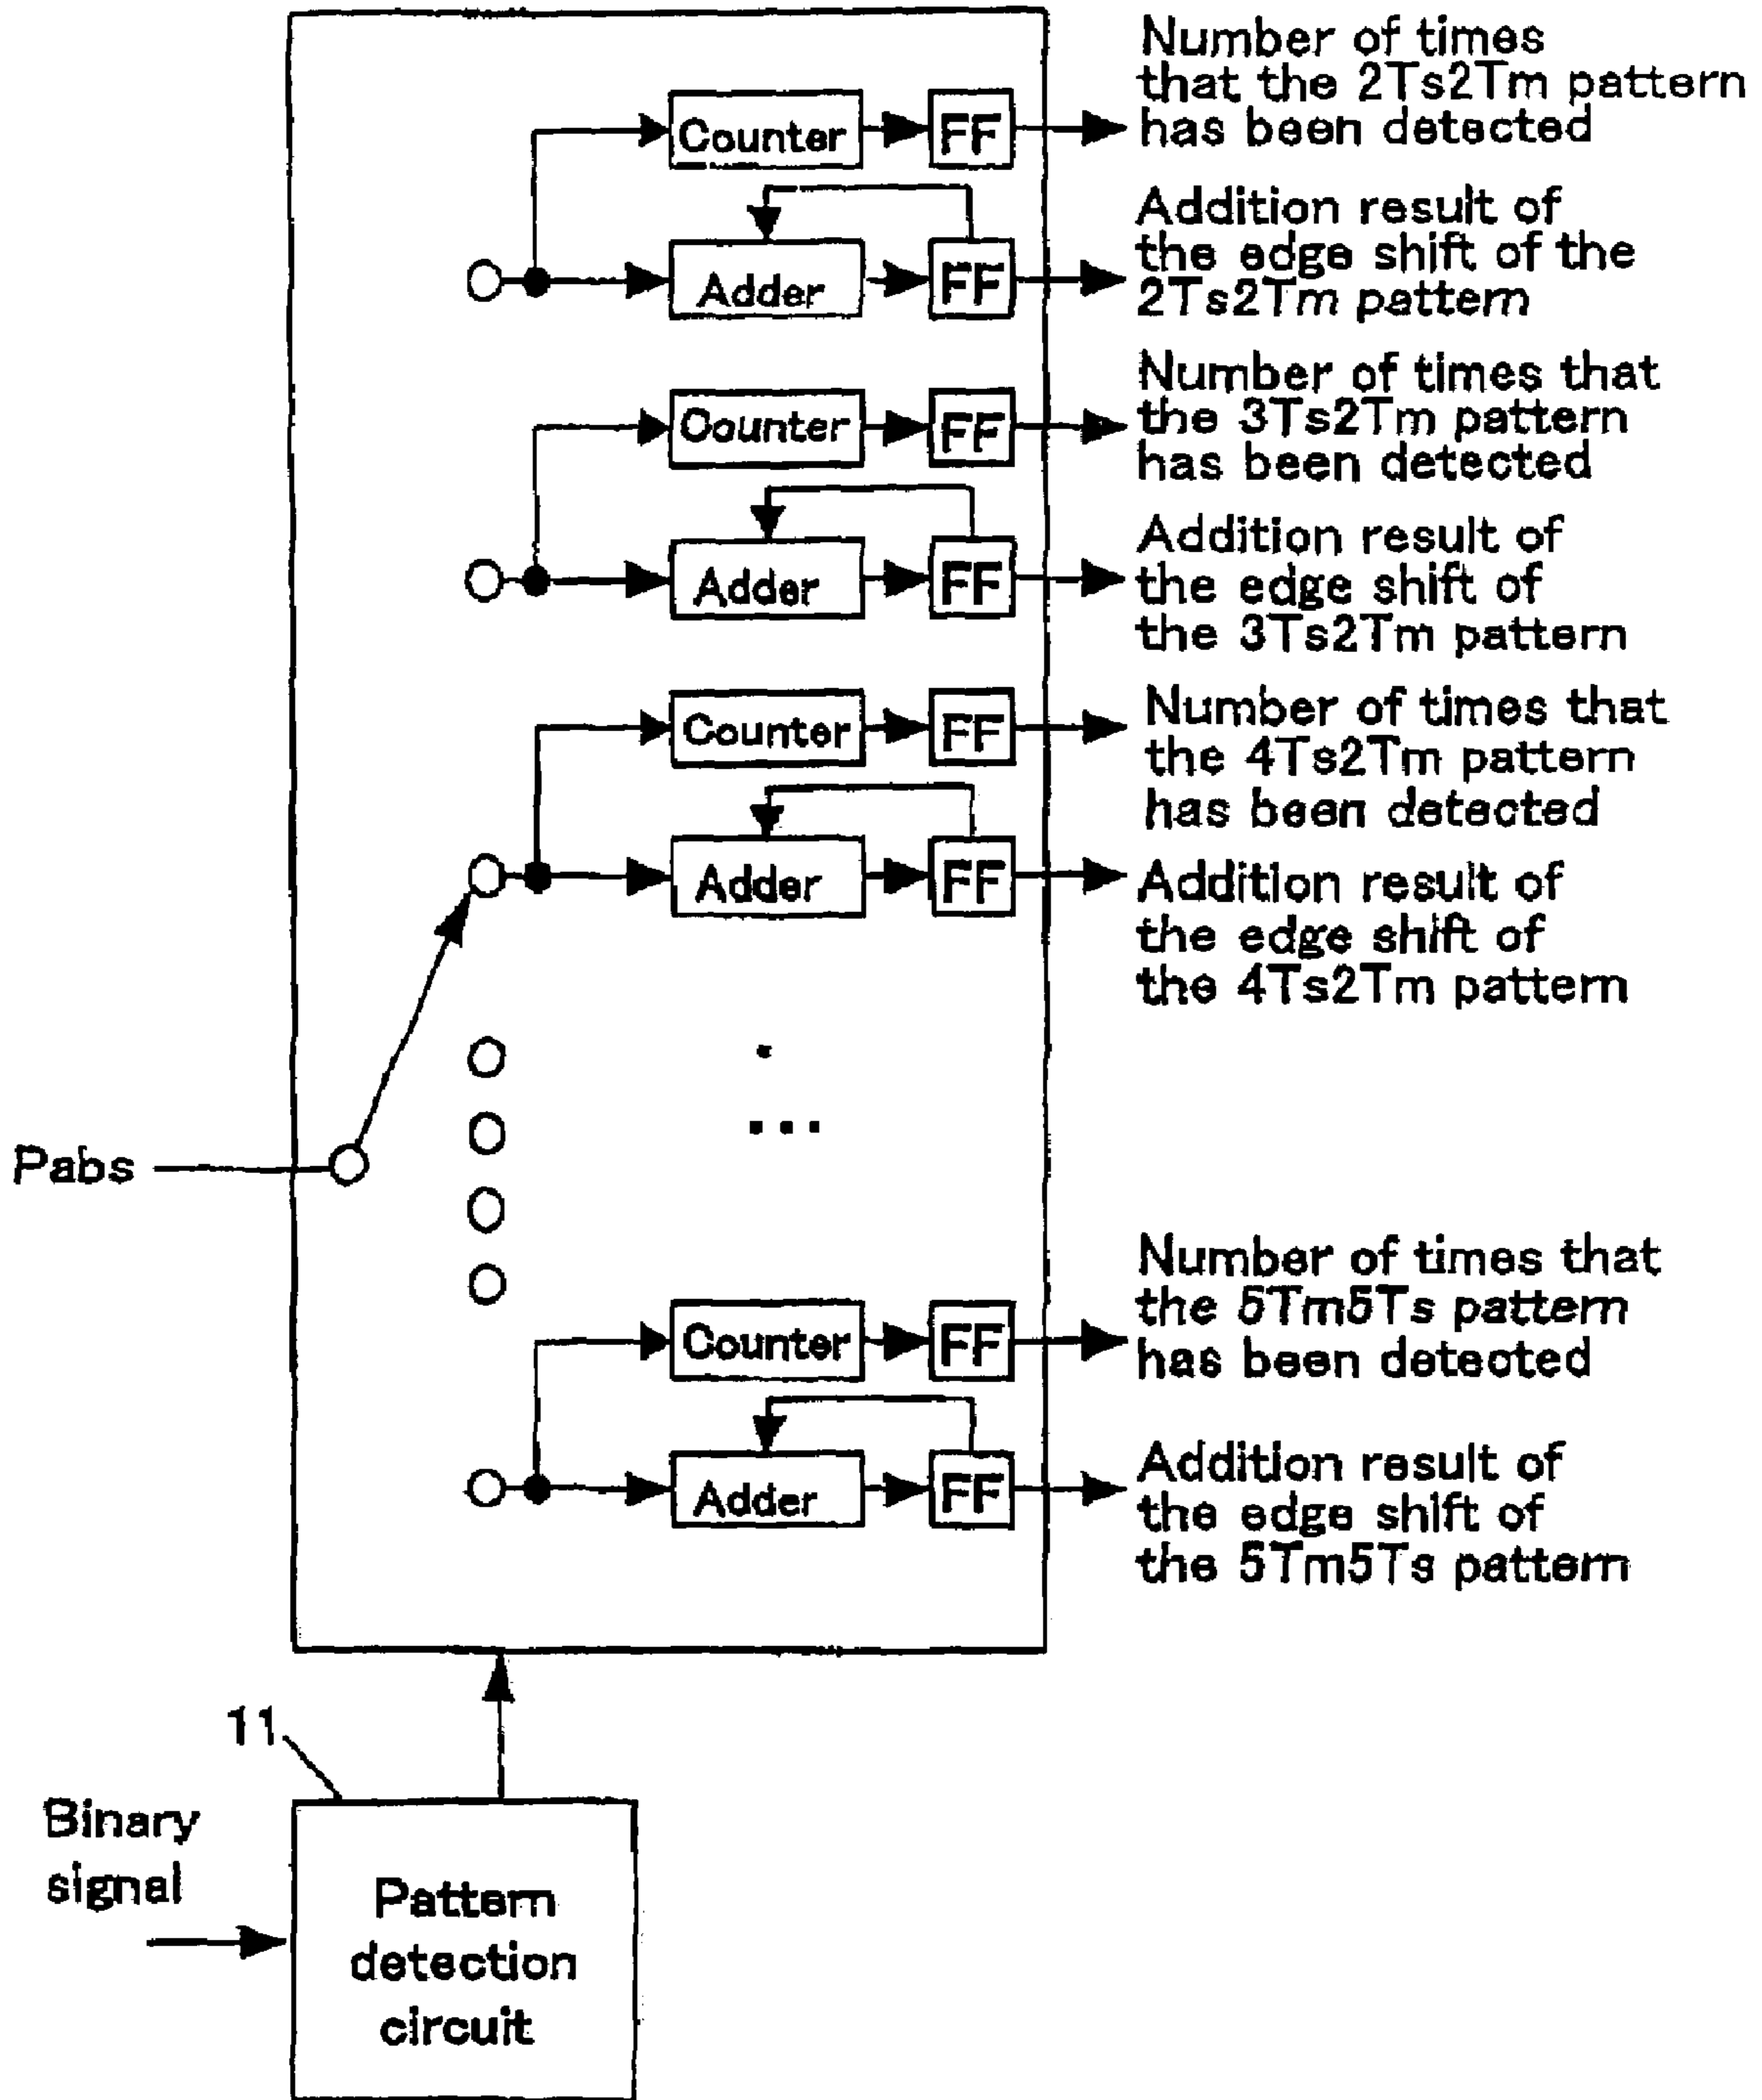 Number of times
that the 2Ts2Tm pattern
has been detected
Counter
FF
Addition result of
the edge shift of the
2Ts2Tm pattern
Adder
FF
Number of times that
the 3Ts2Tm pattern
has been detected
Counter
FF
Addition result of
the edge shift of
the 3Ts2Tm pattern
Adder
FF
Number of times that
the 4Ts2Tm pattern
has been detected
Counter
FF
Addition result of
the edge shift of
the 4Ts2Tm pattern
Adder
FF
Pabs
Number of times that
the 5Tm5Ts pattern
has been detected
Counter
FF
Addition result of
the edge shift of
the 5Tm5Ts pattern
Adder
FF
11
Binary
signal
Pattern
detection
circuit